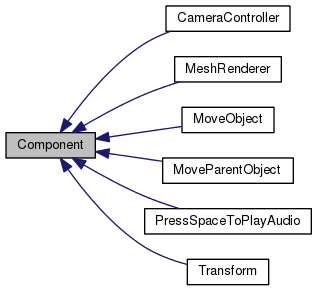 CameraController
MeshRenderer
MoveObject
Component
MoveParentObject
PressSpaceToPlayAudio
Transform